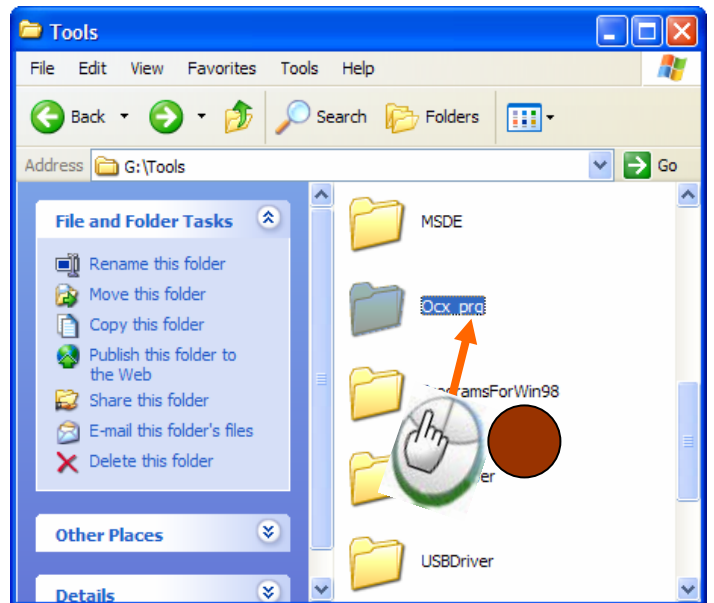 Tools
File Edit View Favorites Tools Help
Back Search Folders
Address G:\Tools Go
File and Folder Tasks
Rename this folder
Move this folder
Copy this folder
Publish this folder to
the Web
Share this folder
E-mail this folder's files
Delete this folder
Other Places
Details
MSDE
Ocx_prg
ramsForWin98
er
USBDriver